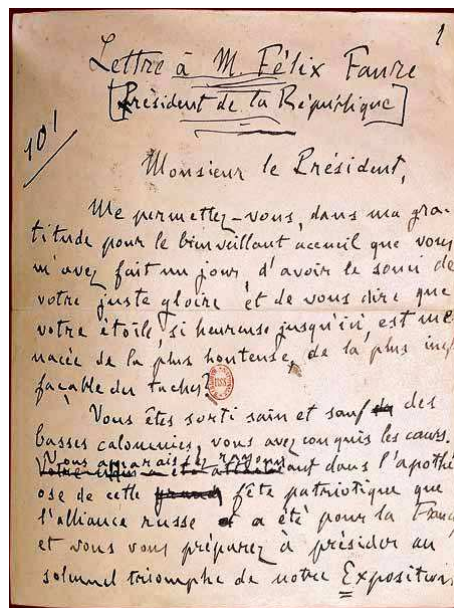 1
Lettre à M. Félix Faure
[Président de la République]
101
Monsieur le Président,
Me permettez-vous, dans ma gra-
titude pour le bienveillant accueil que vous
m'avez fait un jour, d'avoir le souci de
votre juste gloire et de vous dire que
votre étoile, si heureuse jusqu'ici, est me-
nacée de la plus honteuse, de la plus inef-
façable des taches?
Vous êtes sorti sain et sauf des
basses calomnies, vous avez conquis les cœurs.
Vous apparaissez rayonnant dans l'apothé-
ose de cette fête patriotique que
l'alliance russe a été pour la France
et vous vous préparez à présider au
solennel triomphe de notre Exposition